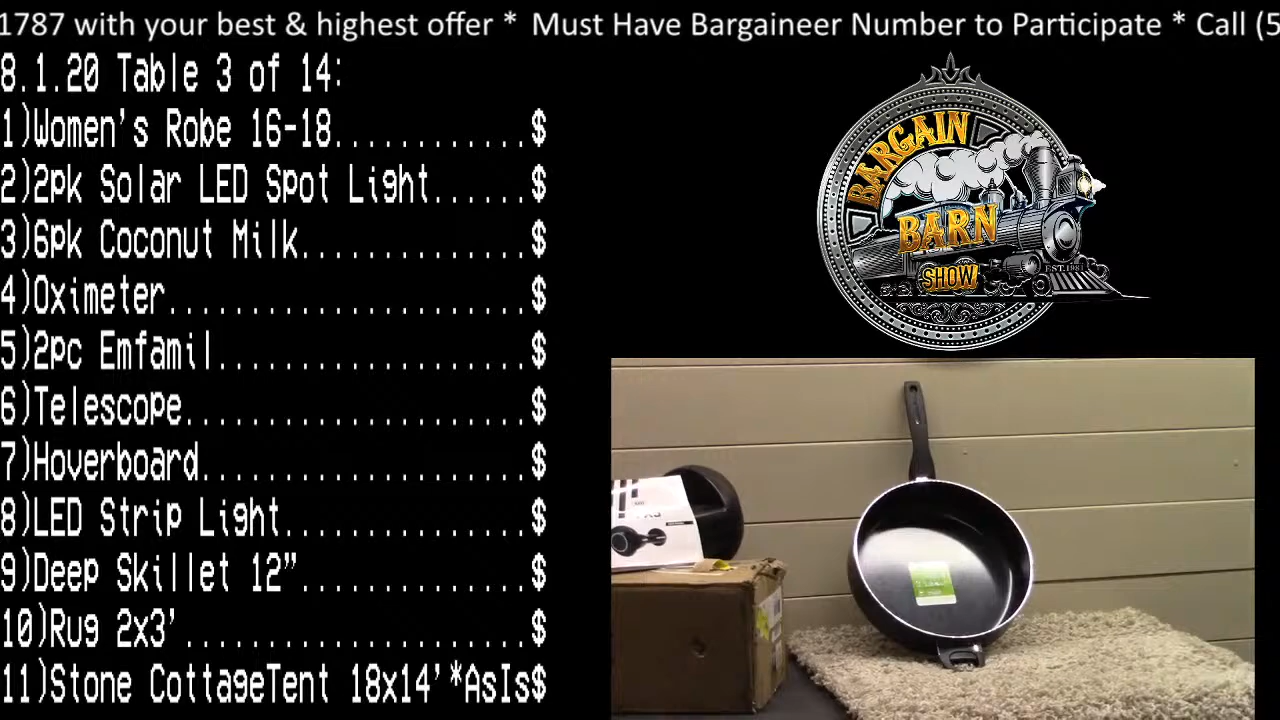 1787 with your best & highest offer * Must Have Bargaineer Number to Participate * Call (5
8.1.20 Table 3 of 14:
1)Women's Robe 16-18............$
2)2pk Solar LED Spot Light......$
3)6pk Coconut Milk..............$
4)Oximeter......................$
5)2pc Emfamil...................$
6)Telescope.....................$
7)Hoverboard....................$
8)LED Strip Light...............$
9)Deep Skillet 12”..............$
10)Rug 2x3'.....................$
11)Stone CottageTent 18x14'*AsIs$
BARGAIN
BARN
SHOW
EST.1981